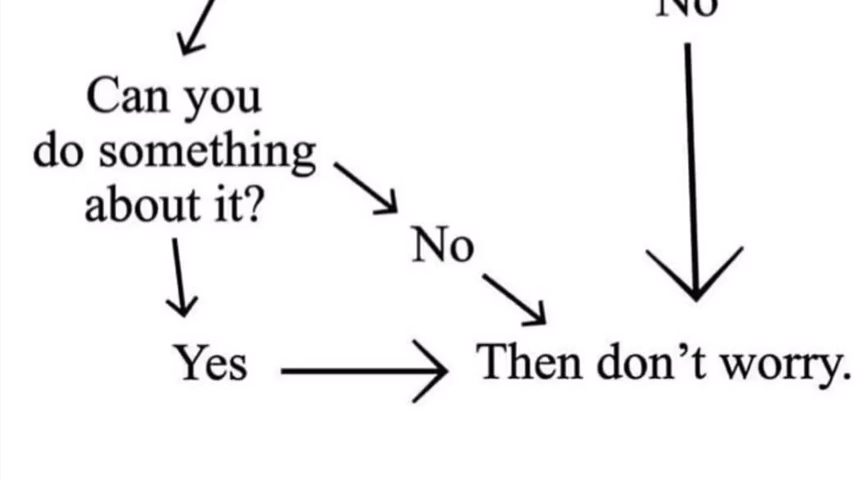 No
Can you
do something
about it?
No
Yes
Then don’t worry.